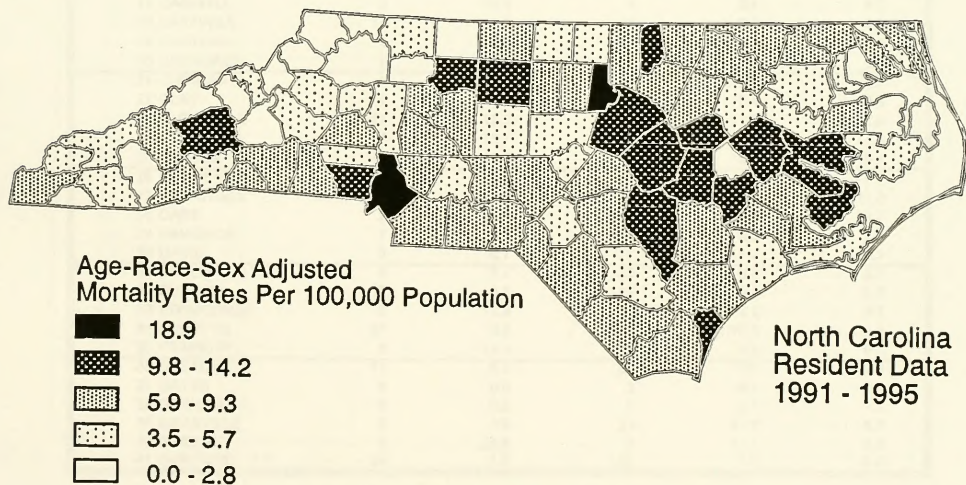 Age-Race-Sex Adjusted
Mortality Rates Per 100,000 Population
18.9
9.8 - 14.2
5.9 - 9.3
3.5 - 5.7
0.0 - 2.8
North Carolina
Resident Data
1991 - 1995